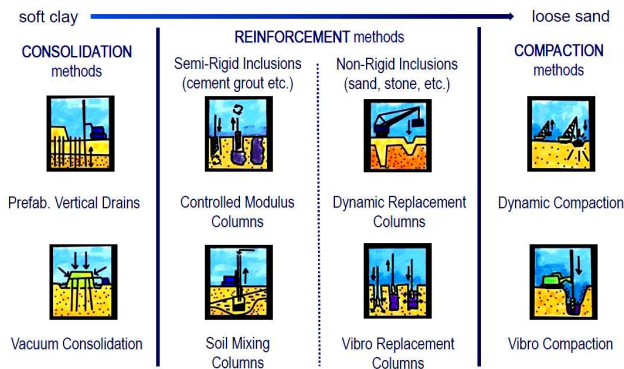 soft clay
loose sand
CONSOLIDATION
methods
REINFORCEMENT methods
COMPACTION
methods
Semi-Rigid Inclusions
(cement grout etc.)
Non-Rigid Inclusions
(sand, stone, etc.)
Prefab. Vertical Drains
Controlled Modulus
Columns
Dynamic Replacement
Columns
Dynamic Compaction
Vacuum Consolidation
Soil Mixing
Columns
Vibro Replacement
Columns
Vibro Compaction